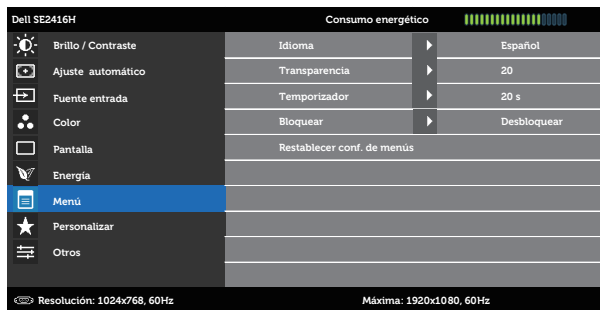 Dell SE2416H Consumo energético
Brillo / Contraste Idioma Español
Ajuste automático Transparencia 20
Fuente entrada Temporizador 20 s
Color Bloquear Desbloquear
Pantalla Restablecer conf. de menús
Energía
Menú
Personalizar
Otros
Resolución: 1024x768, 60Hz Máxima: 1920x1080, 60Hz